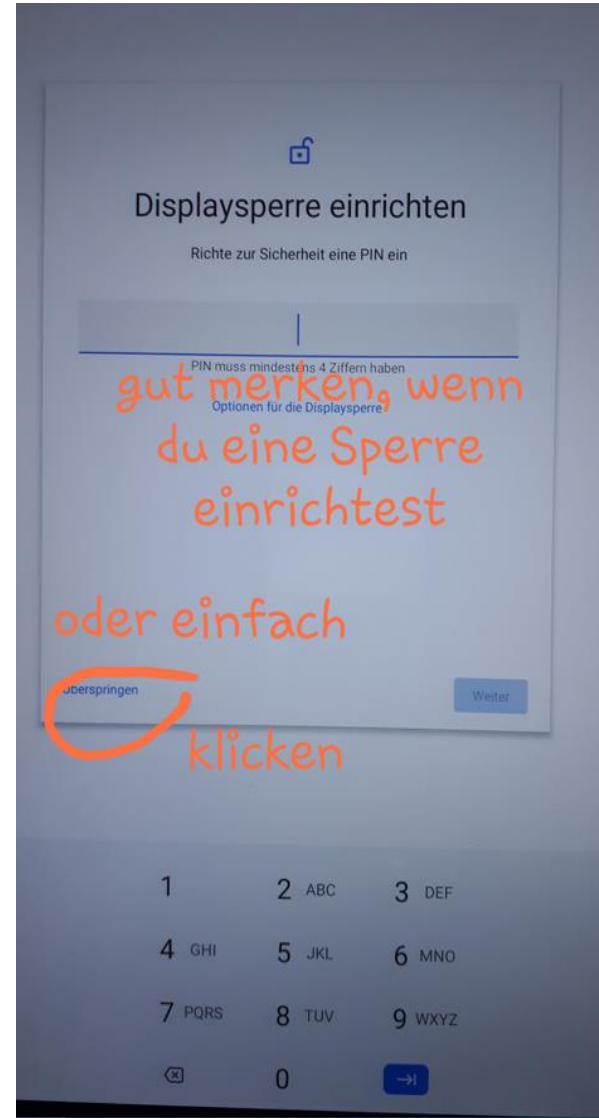 Displaysperre einrichten
Richte zur Sicherheit eine PIN ein
PIN muss mindestens 4 Ziffern haben
gut merken, wenn
Optionen für die Displaysperre
du eine Sperre
einrichtest
oder einfach
Überspringen
Weiter
klicken
1 2 ABC 3 DEF
4 GHI 5 JKL 6 MNO
7 PQRS 8 TUV 9 WXYZ
0